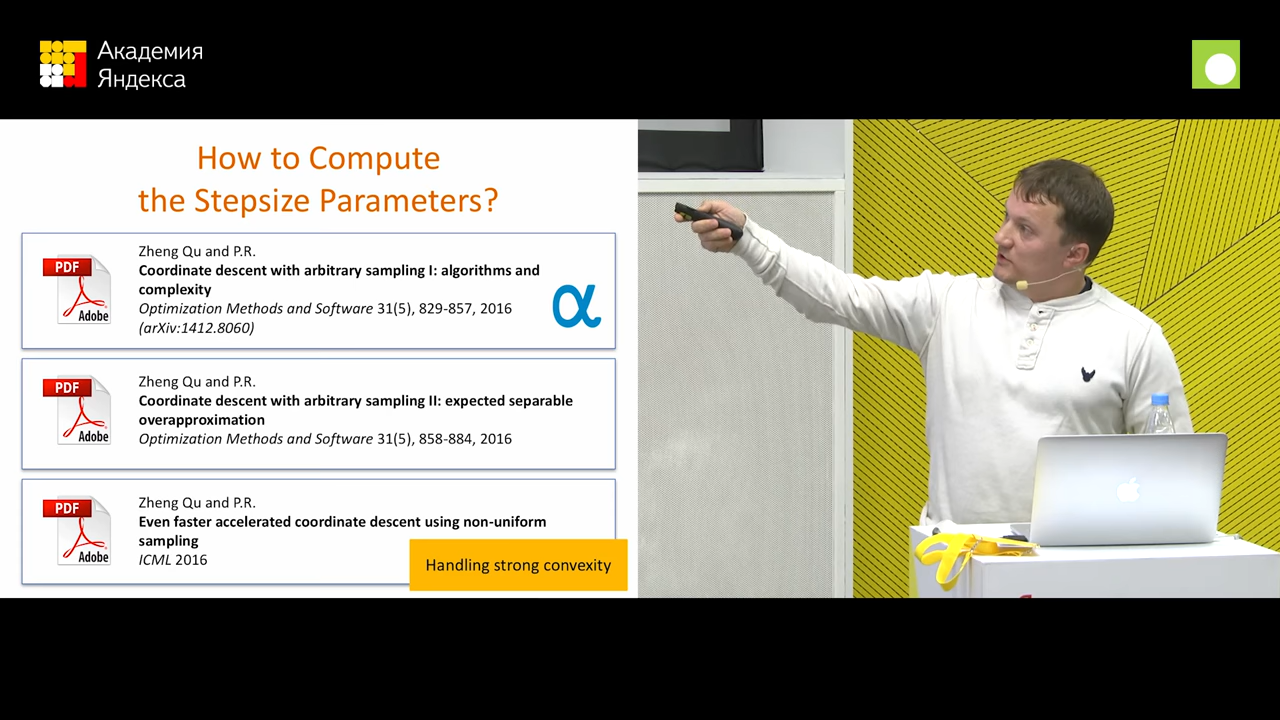 Академия
Яндекса
How to Compute
the Stepsize Parameters?
PDF
Adobe
Zheng Qu and P.R.
Coordinate descent with arbitrary sampling I: algorithms and
complexity
Optimization Methods and Software 31(5), 829-857, 2016
(arXiv:1412.8060)
α
PDF
Adobe
Zheng Qu and P.R.
Coordinate descent with arbitrary sampling II: expected separable
overapproximation
Optimization Methods and Software 31(5), 858-884, 2016
PDF
Adobe
Zheng Qu and P.R.
Even faster accelerated coordinate descent using non-uniform
sampling
ICML 2016
Handling strong convexity